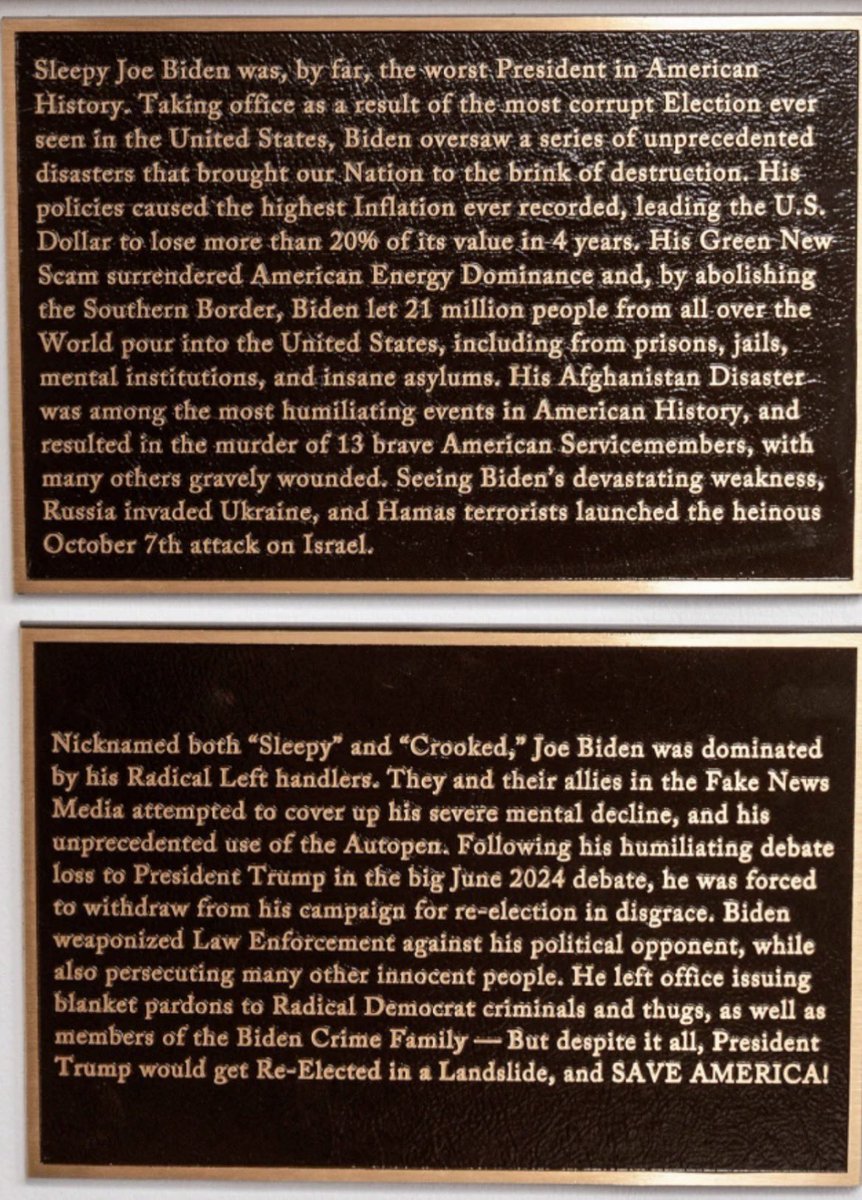 Sleepy Joe Biden was, by far, the worst President in American
History. Taking office as a result of the most corrupt Election ever
seen in the United States, Biden oversaw a series of unprecedented
disasters that brought our Nation to the brink of destruction. His
policies caused the highest Inflation ever recorded, leading the U.S.
Dollar to lose more than 20% of its value in 4 years. His Green New
Scam surrendered American Energy Dominance and, by abolishing
the Southern Border, Biden let 21 million people from all over the
World pour into the United States, including from prisons, jails,
mental institutions, and insane asylums. His Afghanistan Disaster
was among the most humiliating events in American History, and
resulted in the murder of 13 brave American Servicemembers, with
many others gravely wounded. Seeing Biden's devastating weakness,
Russia invaded Ukraine, and Hamas terrorists launched the heinous
October 7th attack on Israel.
Nicknamed both “Sleepy” and “Crooked,” Joe Biden was dominated
by his Radical Left handlers. They and their allies in the Fake News
Media attempted to cover up his severe mental decline, and his
unprecedented use of the Autopen. Following his humiliating debate
loss to President Trump in the big June 2024 debate, he was forced
to withdraw from his campaign for re-election in disgrace. Biden
weaponized Law Enforcement against his political opponent, while
also persecuting many other innocent people. He left office issuing
blanket pardons to Radical Democrat criminals and thugs, as well as
members of the Biden Crime Family — But despite it all, President
Trump would get Re-Elected in a Landslide, and SAVE AMERICA!